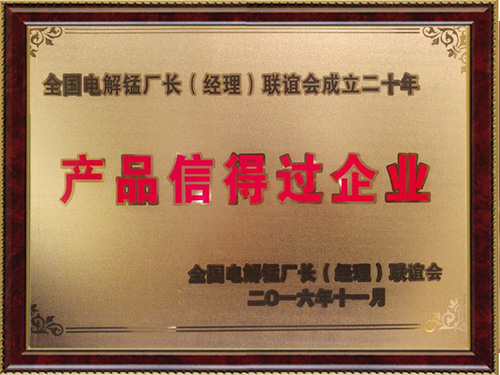 全国电解锰厂长（经理）联谊会成立二十年
产品信得过企业
全国电解锰厂长（经理）联谊会
二〇一六年十一月